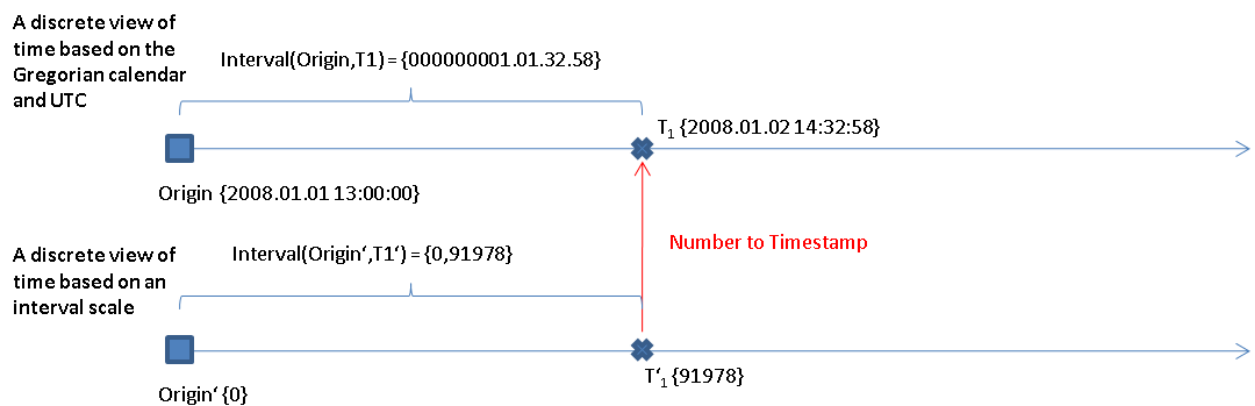 A discrete view of
time based on the
Gregorian calendar
and UTC
Interval(Origin,T1) = {000000001.01.32.58}
T1 {2008.01.02 14:32:58}
Origin {2008.01.01 13:00:00}
Number to Timestamp
A discrete view of
time based on an
interval scale
Interval(Origin‘,T1‘) = {0,91978}
T‘1 {91978}
Origin‘ {0}